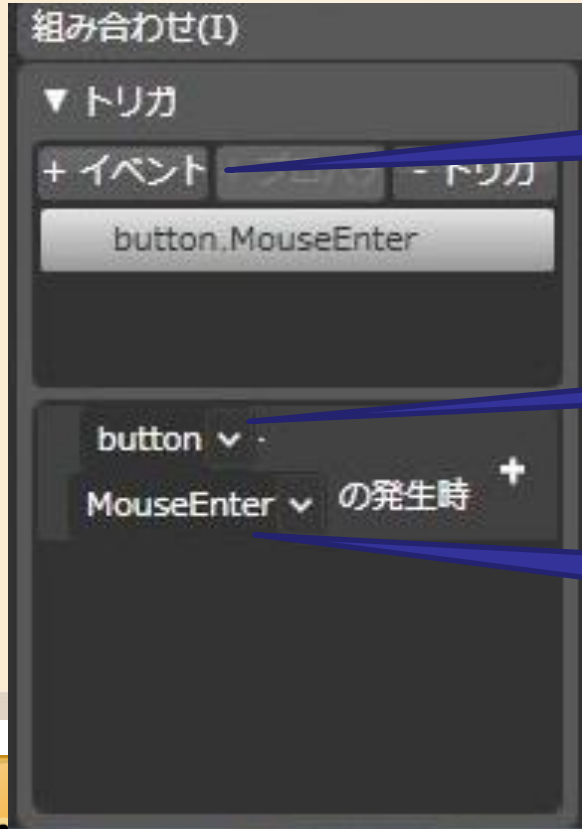 組み合わせ(I)
▼ トリガ
+ イベント
- トリガ
button.MouseEnter
button .
MouseEnter の発生時 +